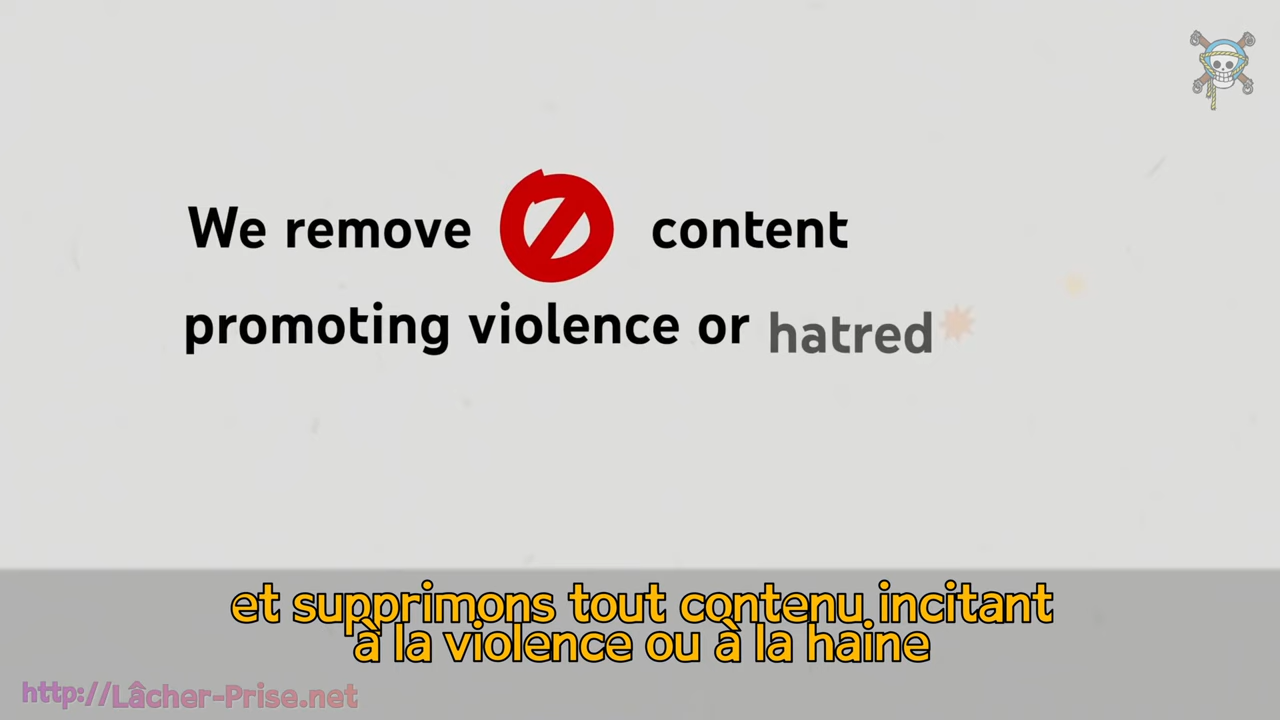 We remove content
promoting violence or hatred
et supprimons tout contenu incitant
à la violence ou à la haine
http://Lâcher-Prise.net